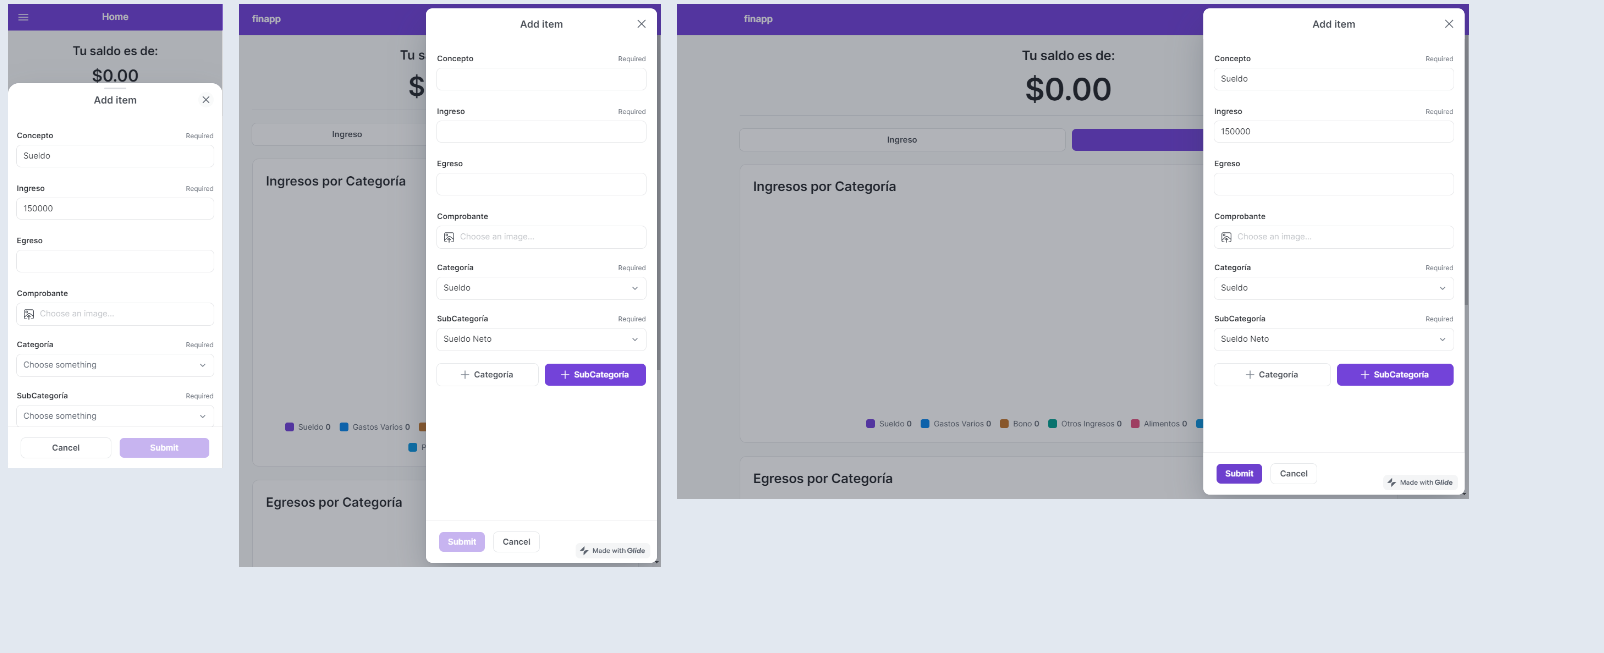 Home
Tu saldo es de:
$0.00
Add item
Concepto Required
Sueldo
Ingreso Required
150000
Egreso
Comprobante
Choose an image...
Categoría Required
Choose something
SubCategoría Required
Choose something
Cancel Submit
finapp
Tu s
$
Ingreso
Ingresos por Categoría
Sueldo 0 Gastos Varios 0
P
Egresos por Categoría
Add item
Concepto Required
Ingreso Required
Egreso
Comprobante
Choose an image...
Categoría Required
Sueldo
SubCategoría Required
Sueldo Neto
Categoría SubCategoría
Submit Cancel
Made with Glide
finapp
Tu saldo es de:
$0.00
Ingreso
Ingresos por Categoría
Sueldo 0 Gastos Varios 0 Bono 0 Otros Ingresos 0 Alimentos 0
Egresos por Categoría
Add item
Concepto Required
Sueldo
Ingreso Required
150000
Egreso
Comprobante
Choose an image...
Categoría Required
Sueldo
SubCategoría Required
Sueldo Neto
Categoría SubCategoría
Submit Cancel
Made with Glide